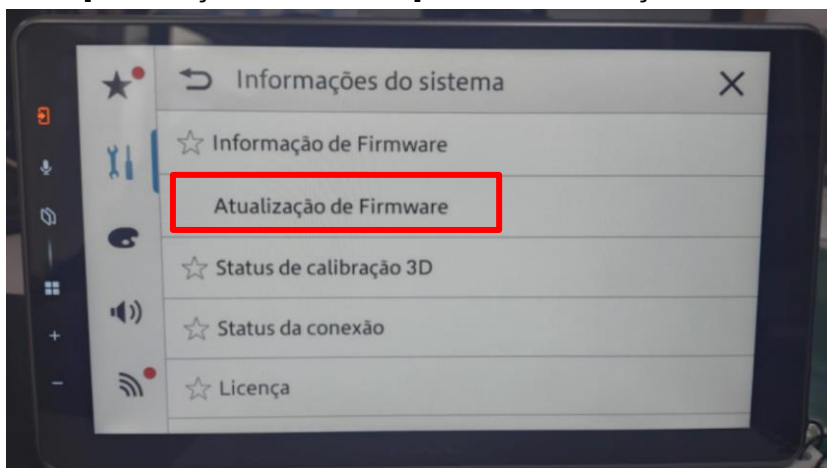 Informações do sistema
Informação de Firmware
Atualização de Firmware
Status de calibração 3D
Status da conexão
Licença